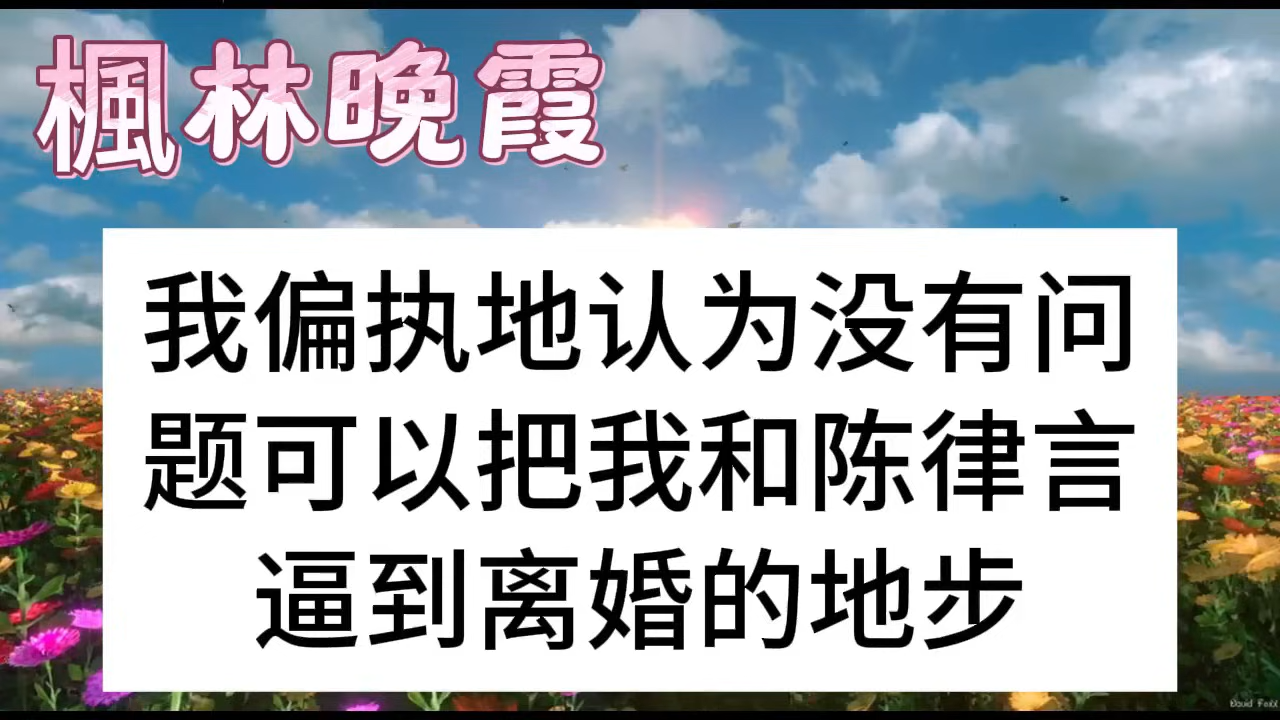 楓林晚霞
我偏执地认为没有问
题可以把我和陈律言
逼到离婚的地步